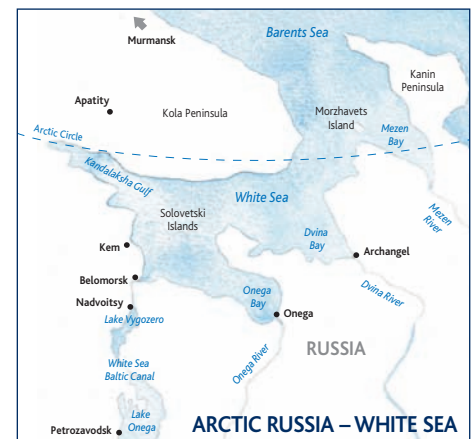 Murmansk
Barents Sea
Kanin
Peninsula
Apatity
Kola Peninsula
Morzhavets
Island
Mezen
Bay
Arctic Circle
Kandalaksha Gulf
White Sea
Solovetski
Islands
Mezen
River
Dvina
Bay
Kem
Archangel
Belomorsk
Dvina River
Nadvoitsy
Onega
Bay
Lake Vygozero
Onega
RUSSIA
Onega River
White Sea
Baltic Canal
Lake
Onega
Petrozavodsk
ARCTIC RUSSIA – WHITE SEA